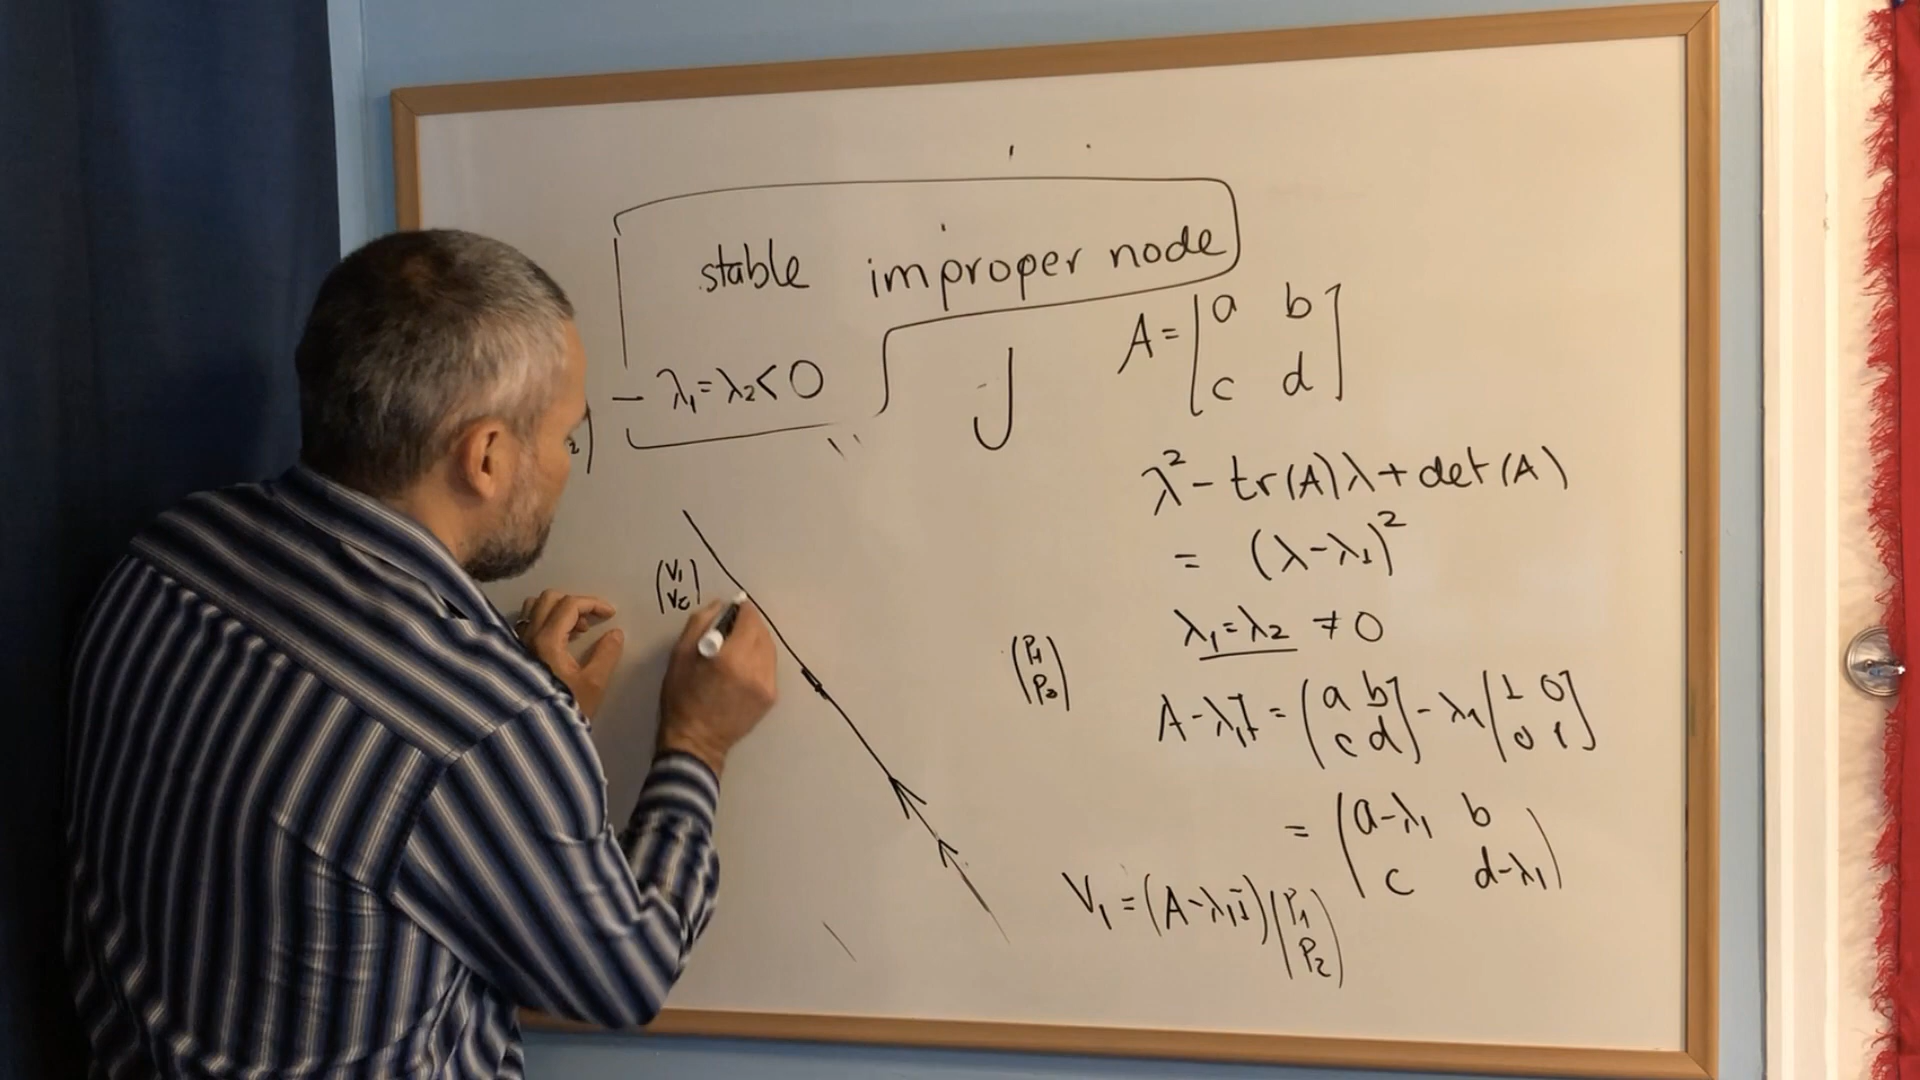 stable improper node
λ₁=λ₂<0
J
A=[a b
c d]
λ²-tr(A)λ+det(A)
= (λ-λ₁)²
λ₁=λ₂ ≠0
(V₁
V₂)
(P₁
P₂)
A-λ₁I=(a b
c d]-λ₁[1 0
0 1]
= (a-λ₁ b
c d-λ₁)
V₁=(A-λ₁I)(P₁
P₂)